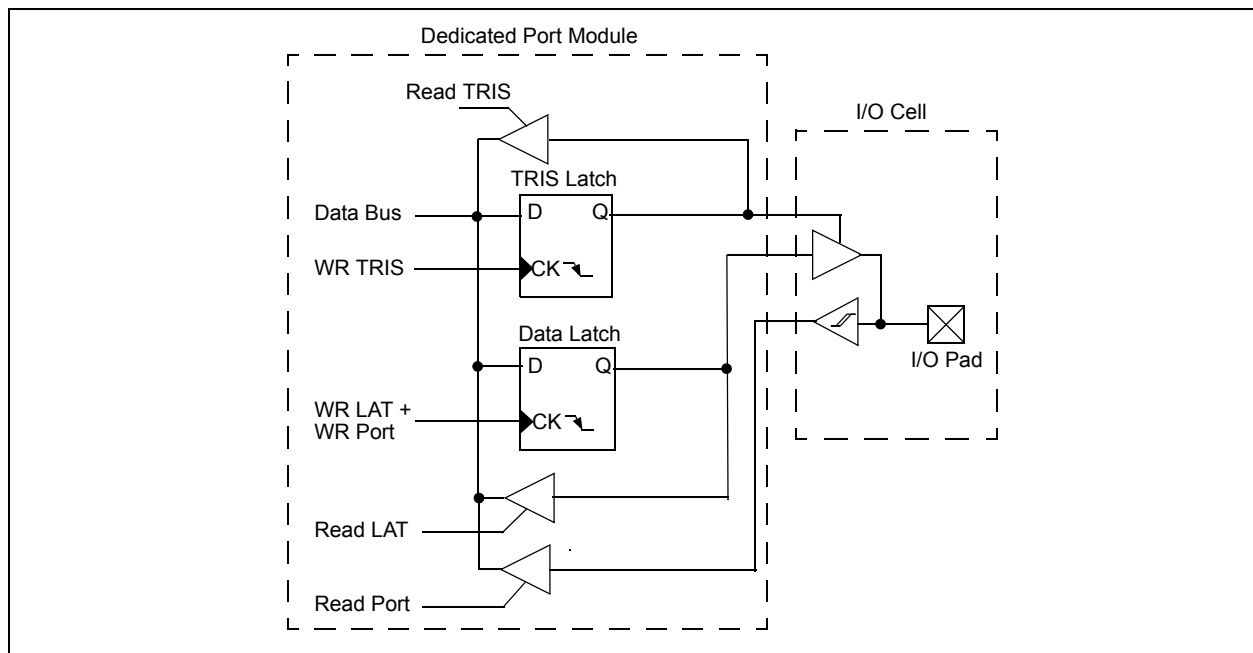 Dedicated Port Module
Read TRIS
I/O Cell
TRIS Latch
Data Bus
D
Q
WR TRIS
CK
Data Latch
D
Q
I/O Pad
WR LAT +
WR Port
CK
Read LAT
Read Port